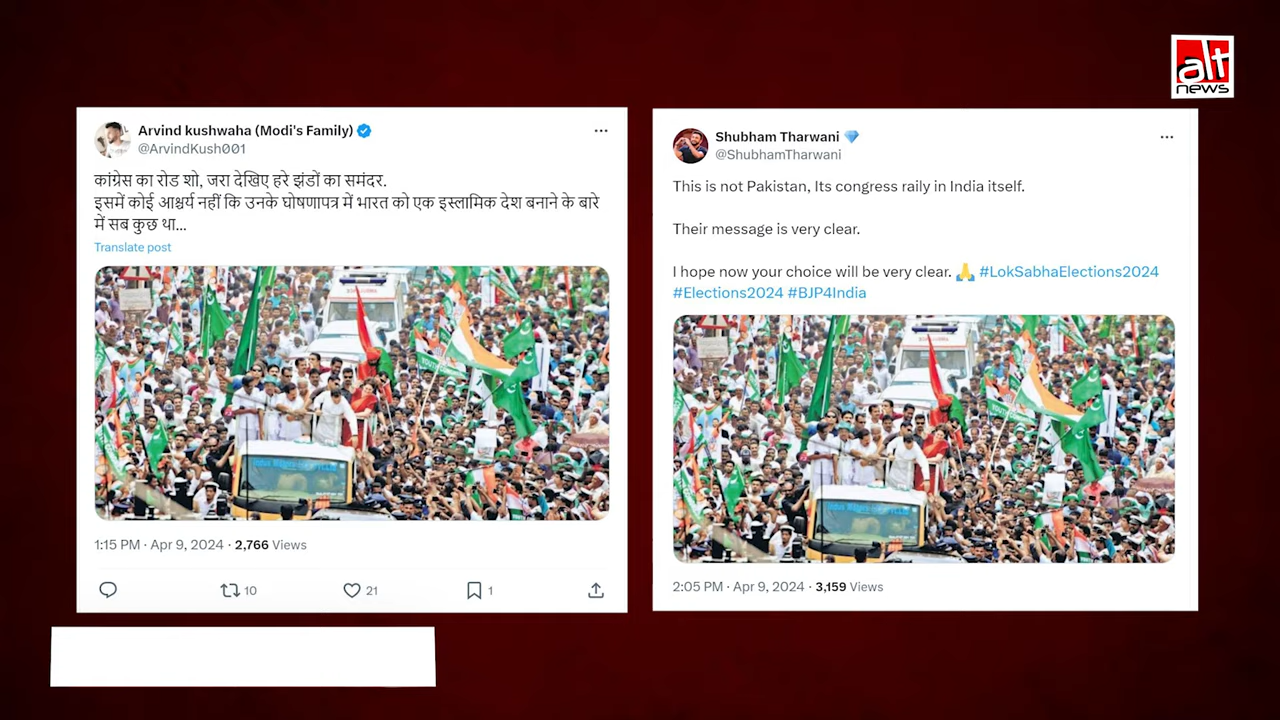 alt
news
Arvind kushwaha (Modi's Family)
@ArvindKush001
कांग्रेस का रोड शो, जरा देखिए हरे झंडों का समंदर.
इसमें कोई आश्चर्य नहीं कि उनके घोषणापत्र में भारत को एक इस्लामिक देश बनाने के बारे
में सब कुछ था...
Translate post
1:15 PM · Apr 9, 2024 · 2,766 Views
10
21
1
Shubham Tharwani
@ShubhamTharwani
This is not Pakistan, Its congress raily in India itself.
Their message is very clear.
I hope now your choice will be very clear. 🙏 #LokSabhaElections2024
#Elections2024 #BJP4India
2:05 PM · Apr 9, 2024 · 3,159 Views